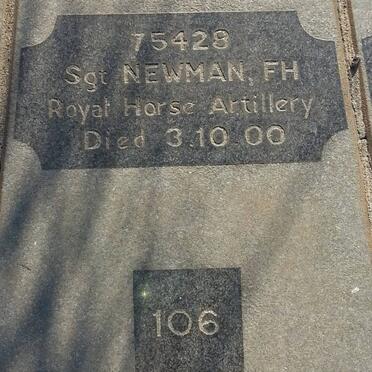 75428
Sgt NEWMAN, FH
Royal Horse Artillery
Died 3.10.00
106